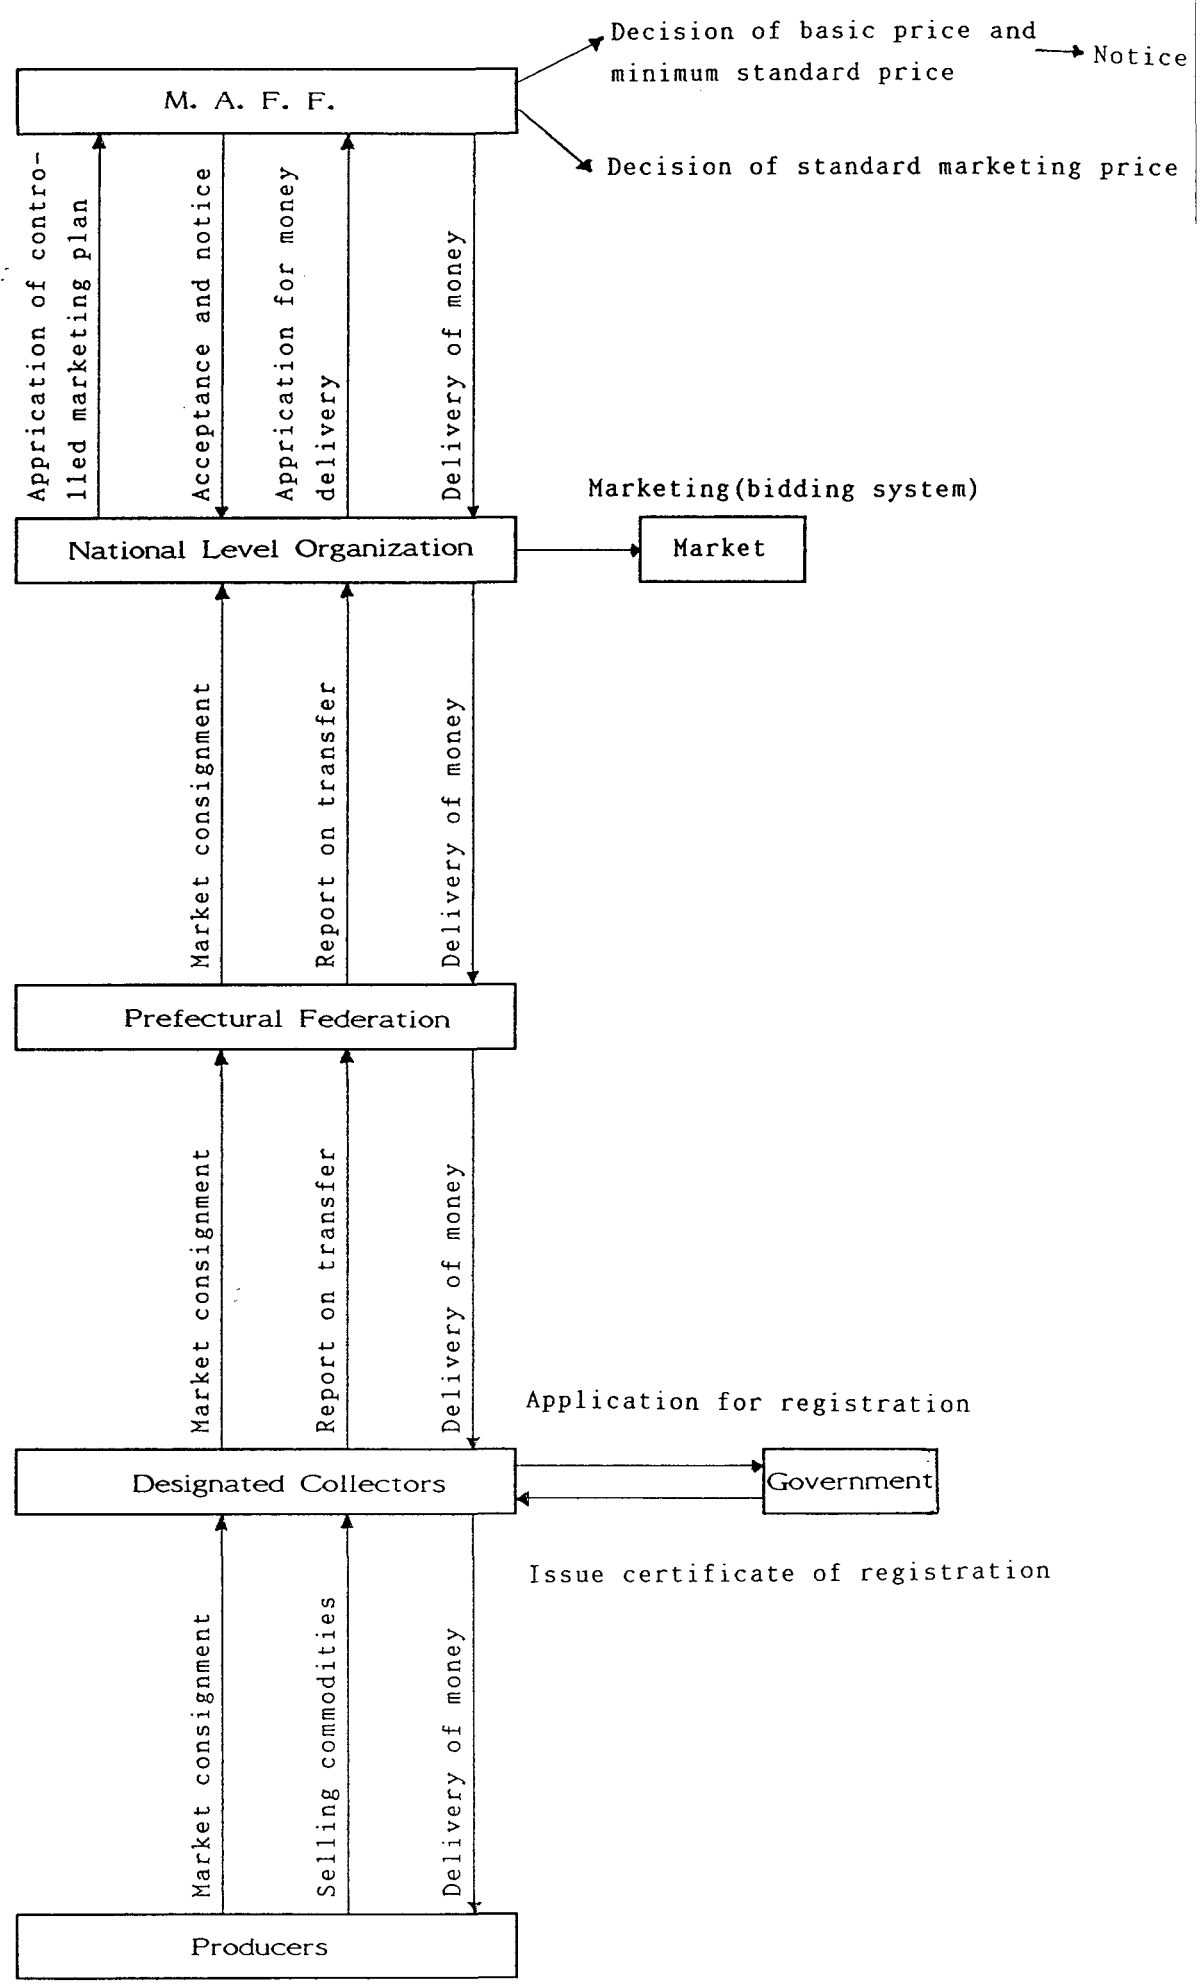 Decision of basic price and
minimum standard price
Notice
M. A. F. F.
Decision of standard marketing price
Apprication of contro-
lled marketing plan
Acceptance and notice
Apprication for money
delivery
Delivery of money
Marketing(bidding system)
National Level Organization
Market
Market consignment
Report on transfer
Delivery of money
Prefectural Federation
Market consignment
Report on transfer
Delivery of money
Application for registration
Designated Collectors
Government
Issue certificate of registration
Market consignment
Selling commodities
Delivery of money
Producers